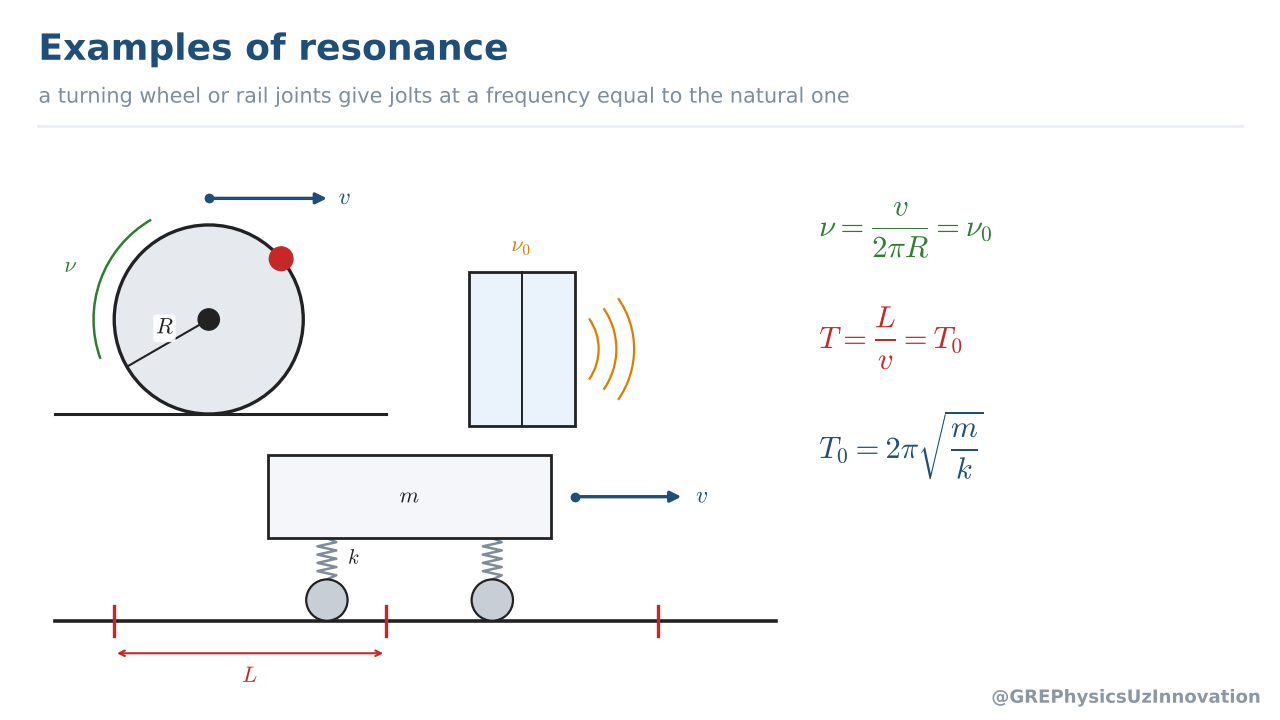 Examples of resonance
a turning wheel or rail joints give jolts at a frequency equal to the natural one
v
ν
ν₀
R
ν = v / 2πR = ν₀
T = L / v = T₀
T₀ = 2π√(m / k)
m
v
k
L
@GREPhysicsUzInnovation